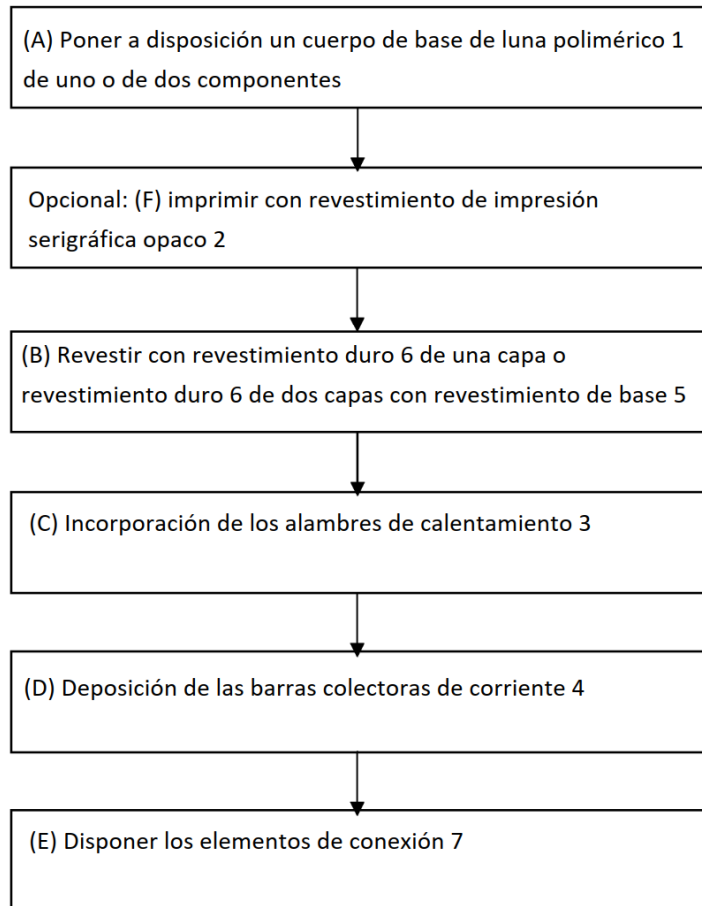 (A) Poner a disposición un cuerpo de base de luna polimérico 1
de uno o de dos componentes
Opcional: (F) imprimir con revestimiento de impresión
serigráfica opaco 2
(B) Revestir con revestimiento duro 6 de una capa o
revestimiento duro 6 de dos capas con revestimiento de base 5
(C) Incorporación de los alambres de calentamiento 3
(D) Deposición de las barras colectoras de corriente 4
(E) Disponer los elementos de conexión 7